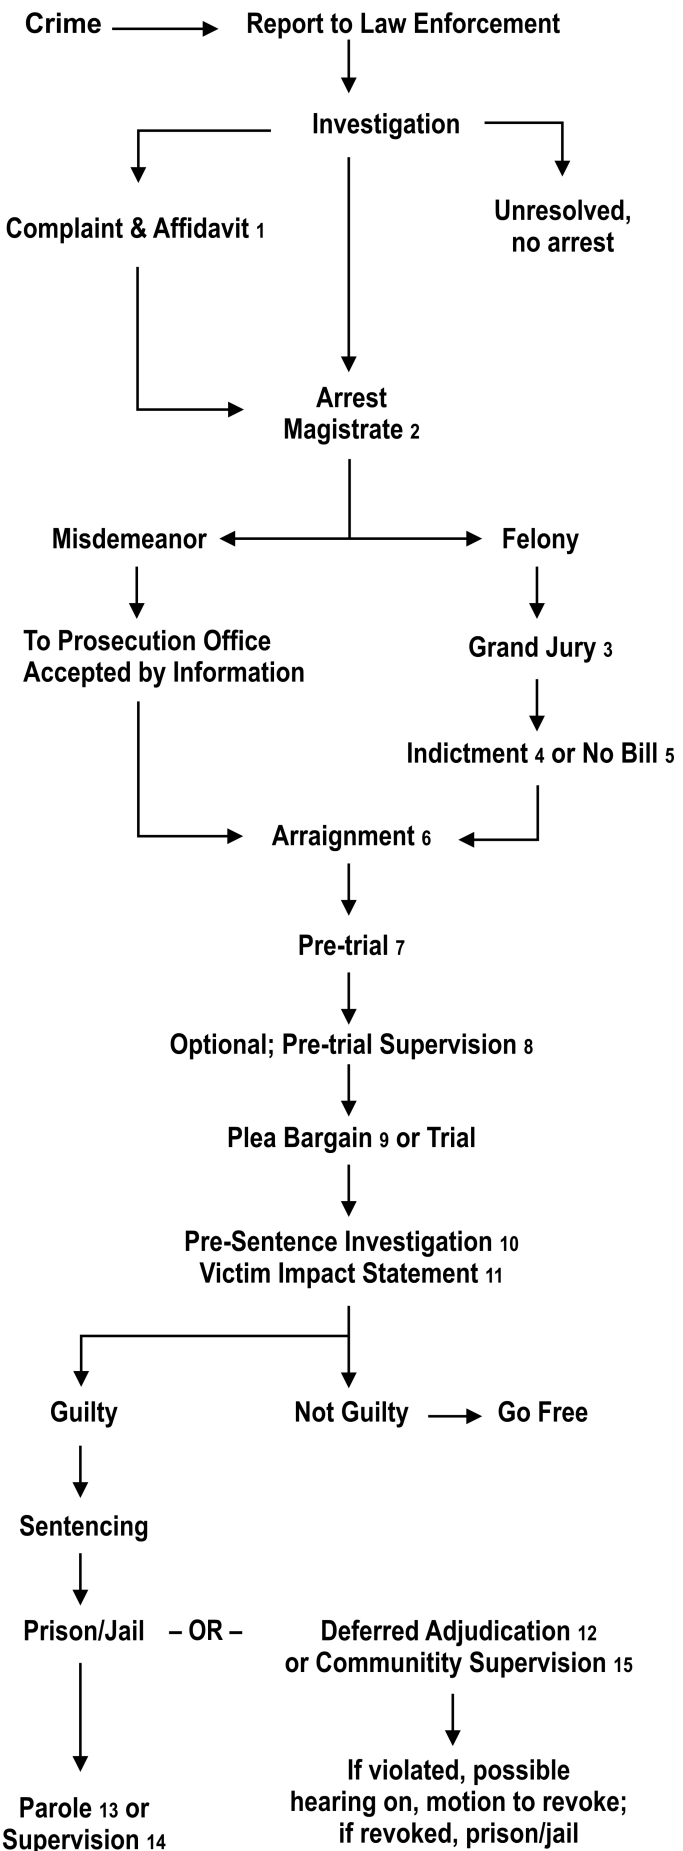 Crime
Report to Law Enforcement
Investigation
Unresolved,
no arrest
Complaint & Affidavit 1
Arrest
Magistrate 2
Misdemeanor
Felony
To Prosecution Office
Accepted by Information
Grand Jury 3
Indictment 4 or No Bill 5
Arraignment 6
Pre-trial 7
Optional; Pre-trial Supervision 8
Plea Bargain 9 or Trial
Pre-Sentence Investigation 10
Victim Impact Statement 11
Guilty
Not Guilty
Go Free
Sentencing
Prison/Jail – OR –
Deferred Adjudication 12
or Communitity Supervision 15
If violated, possible
hearing on, motion to revoke;
if revoked, prison/jail
Parole 13 or
Supervision 14